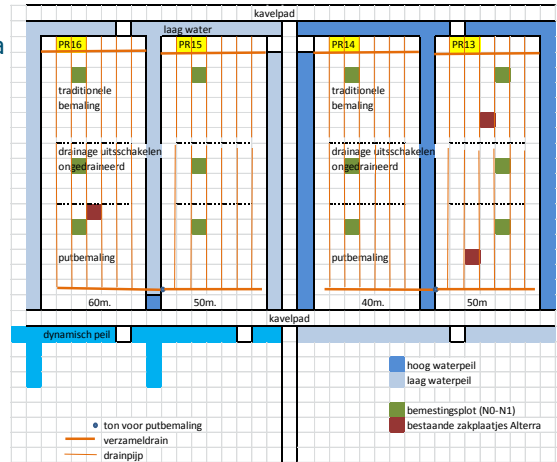 kavelpad
a
laag water
PR16
PR15
PR14
PR13
traditionele
bemaling
traditionele
bemaling
drainage uitsschakelen
ongedraineerd
drainage uitsschakelen
ongedraineerd
putbemaling
putbemaling
60m.
50m.
40m.
50m
kavelpad
dynamisch peil
hoog waterpeil
laag waterpeil
bemestingsplot (N0-N1)
bestaande zakplaatjes Alterra
ton voor putbemaling
verzameldrain
drainpijp